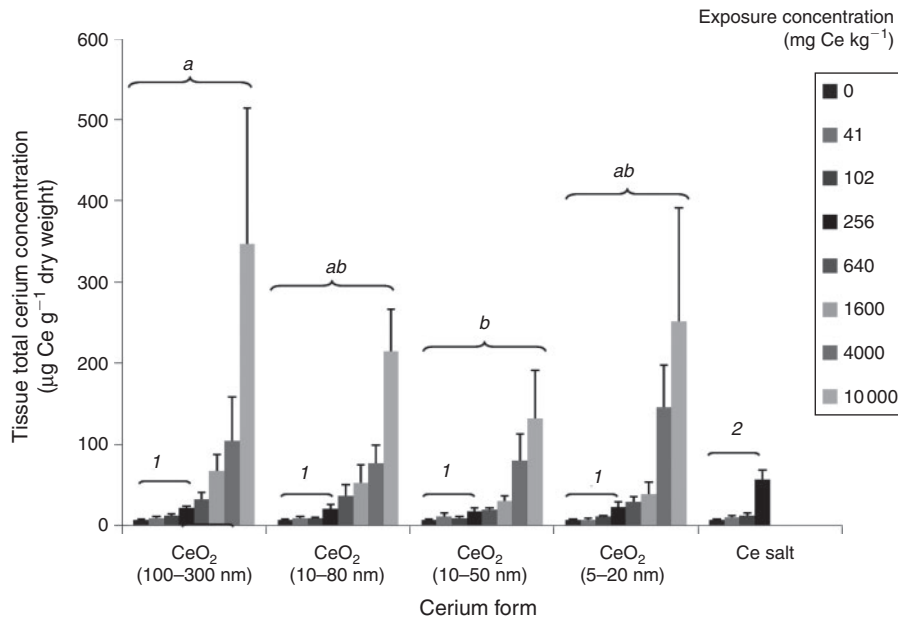 Exposure concentration
(mg Ce kg⁻¹)
0
41
102
256
640
1600
4000
10 000
Tissue total cerium concentration
(µg Ce g⁻¹ dry weight)
600
500
400
300
200
100
0
a
ab
b
ab
1
1
1
1
2
CeO₂
(100–300 nm)
CeO₂
(10–80 nm)
CeO₂
(10–50 nm)
CeO₂
(5–20 nm)
Ce salt
Cerium form